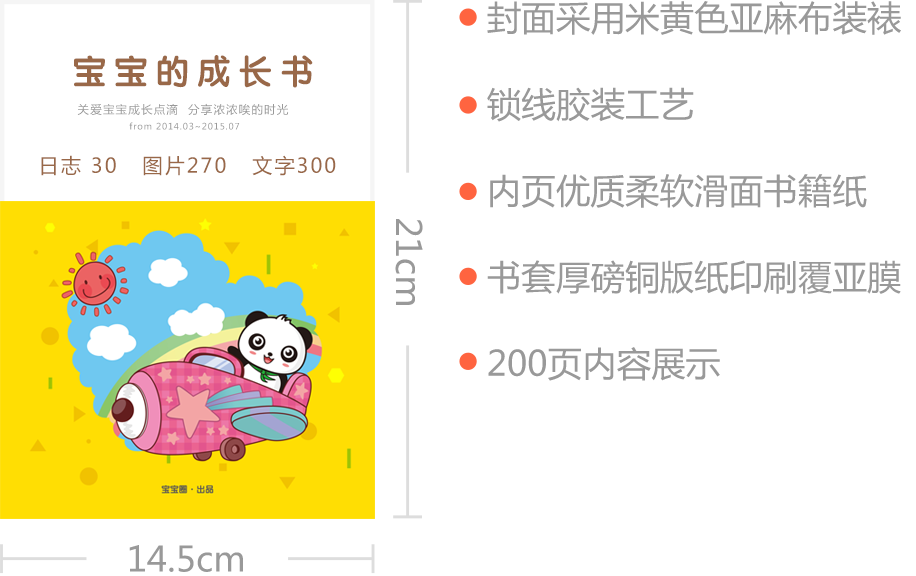 宝宝的成长书
关爱宝宝成长点滴 分享浓浓唉的时光
from 2014.03~2015.07
日志 30 图片270 文字300
宝宝圈·出品
21cm
14.5cm
封面采用米黄色亚麻布装裱
锁线胶装工艺
内页优质柔软滑面书籍纸
书套厚磅铜版纸印刷覆亚膜
200页内容展示